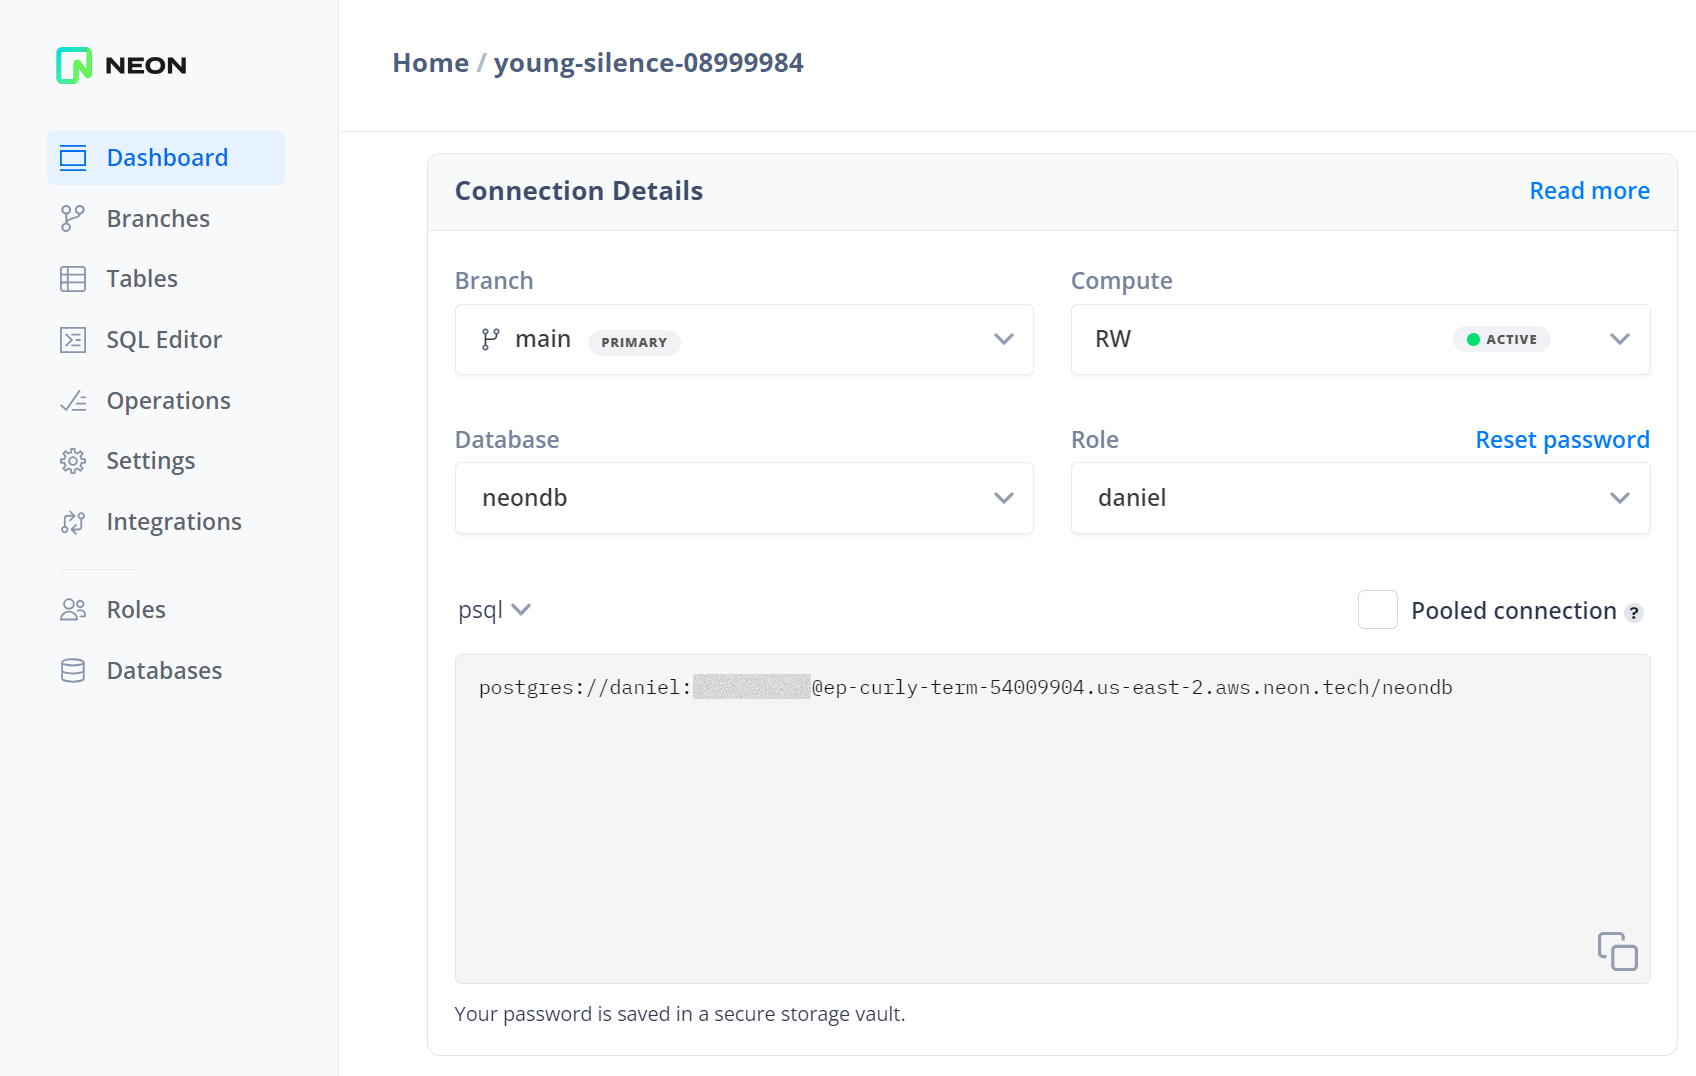 NEON
Dashboard
Branches
Tables
SQL Editor
Operations
Settings
Integrations
Roles
Databases
Home / young-silence-08999984
Connection Details
Read more
Branch
main PRIMARY
Compute
RW ACTIVE
Database
neondb
Role
Reset password
daniel
psql
Pooled connection ?
postgres://daniel: @ep-curly-term-54009904.us-east-2.aws.neon.tech/neondb
Your password is saved in a secure storage vault.